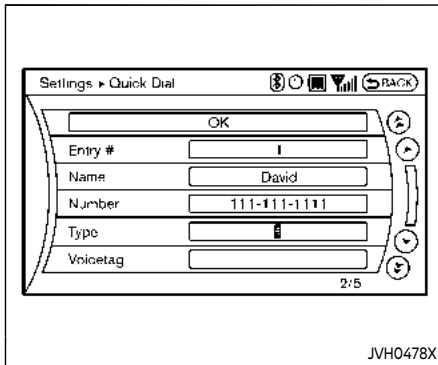 Settings ▸ Quick Dial BACK
OK
Entry # 1
Name David
Number 111-111-1111
Type
Voicetag
2/5
JVH0478X